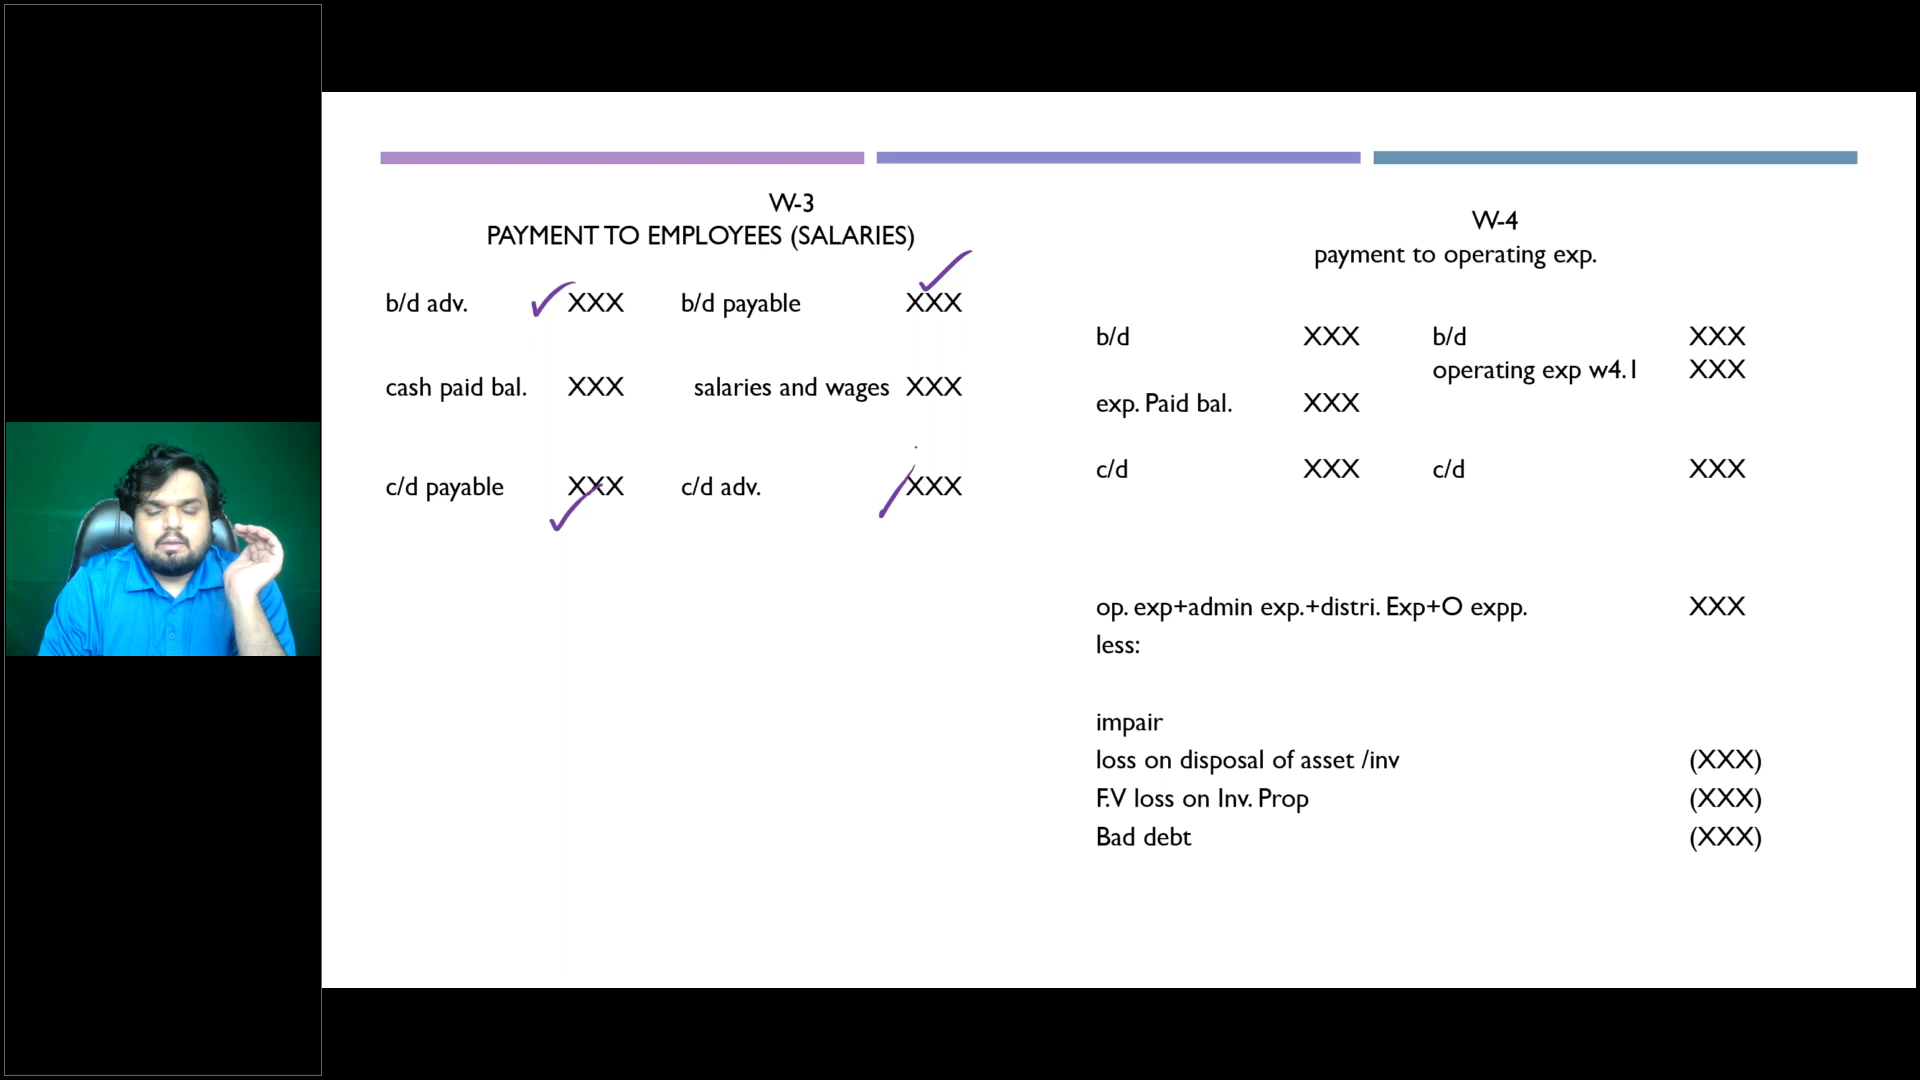 W-3
PAYMENT TO EMPLOYEES (SALARIES)
b/d adv. XXX b/d payable XXX
cash paid bal. XXX salaries and wages XXX
c/d payable XXX c/d adv. XXX
W-4
payment to operating exp.
b/d XXX b/d XXX
operating exp w4.1 XXX
exp. Paid bal. XXX
c/d XXX c/d XXX
op. exp+admin exp.+distri. Exp+O expp. XXX
less:
impair
loss on disposal of asset /inv (XXX)
F.V loss on Inv. Prop (XXX)
Bad debt (XXX)